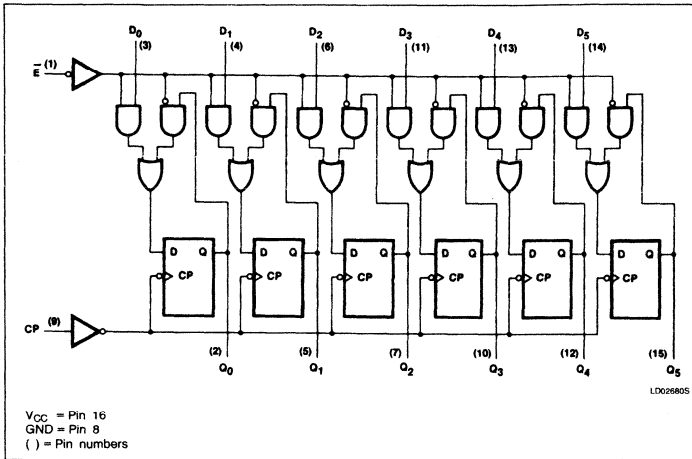 D0 D1 D2 D3 D4 D5
(3) (4) (6) (11) (13) (14)
E (1)
D Q D Q D Q D Q D Q D Q
CP CP CP CP CP CP
CP (9)
(2) (5) (7) (10) (12) (15)
Q0 Q1 Q2 Q3 Q4 Q5
LD02680S
VCC = Pin 16
GND = Pin 8
( ) = Pin numbers